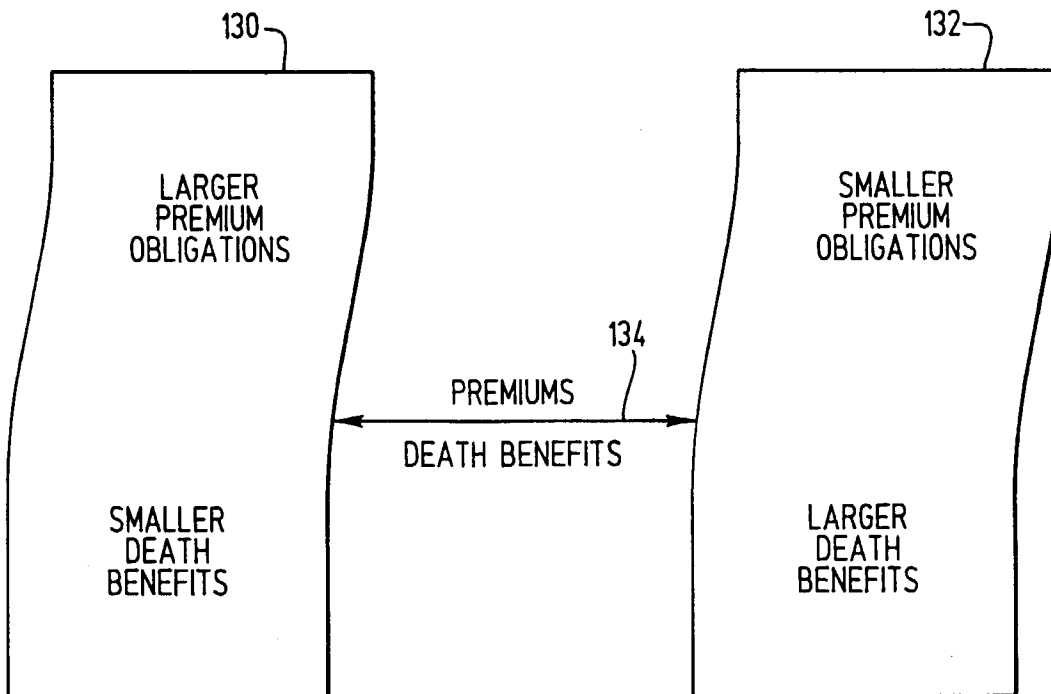 130
132
LARGER
PREMIUM
OBLIGATIONS
SMALLER
PREMIUM
OBLIGATIONS
134
PREMIUMS
DEATH BENEFITS
SMALLER
DEATH
BENEFITS
LARGER
DEATH
BENEFITS